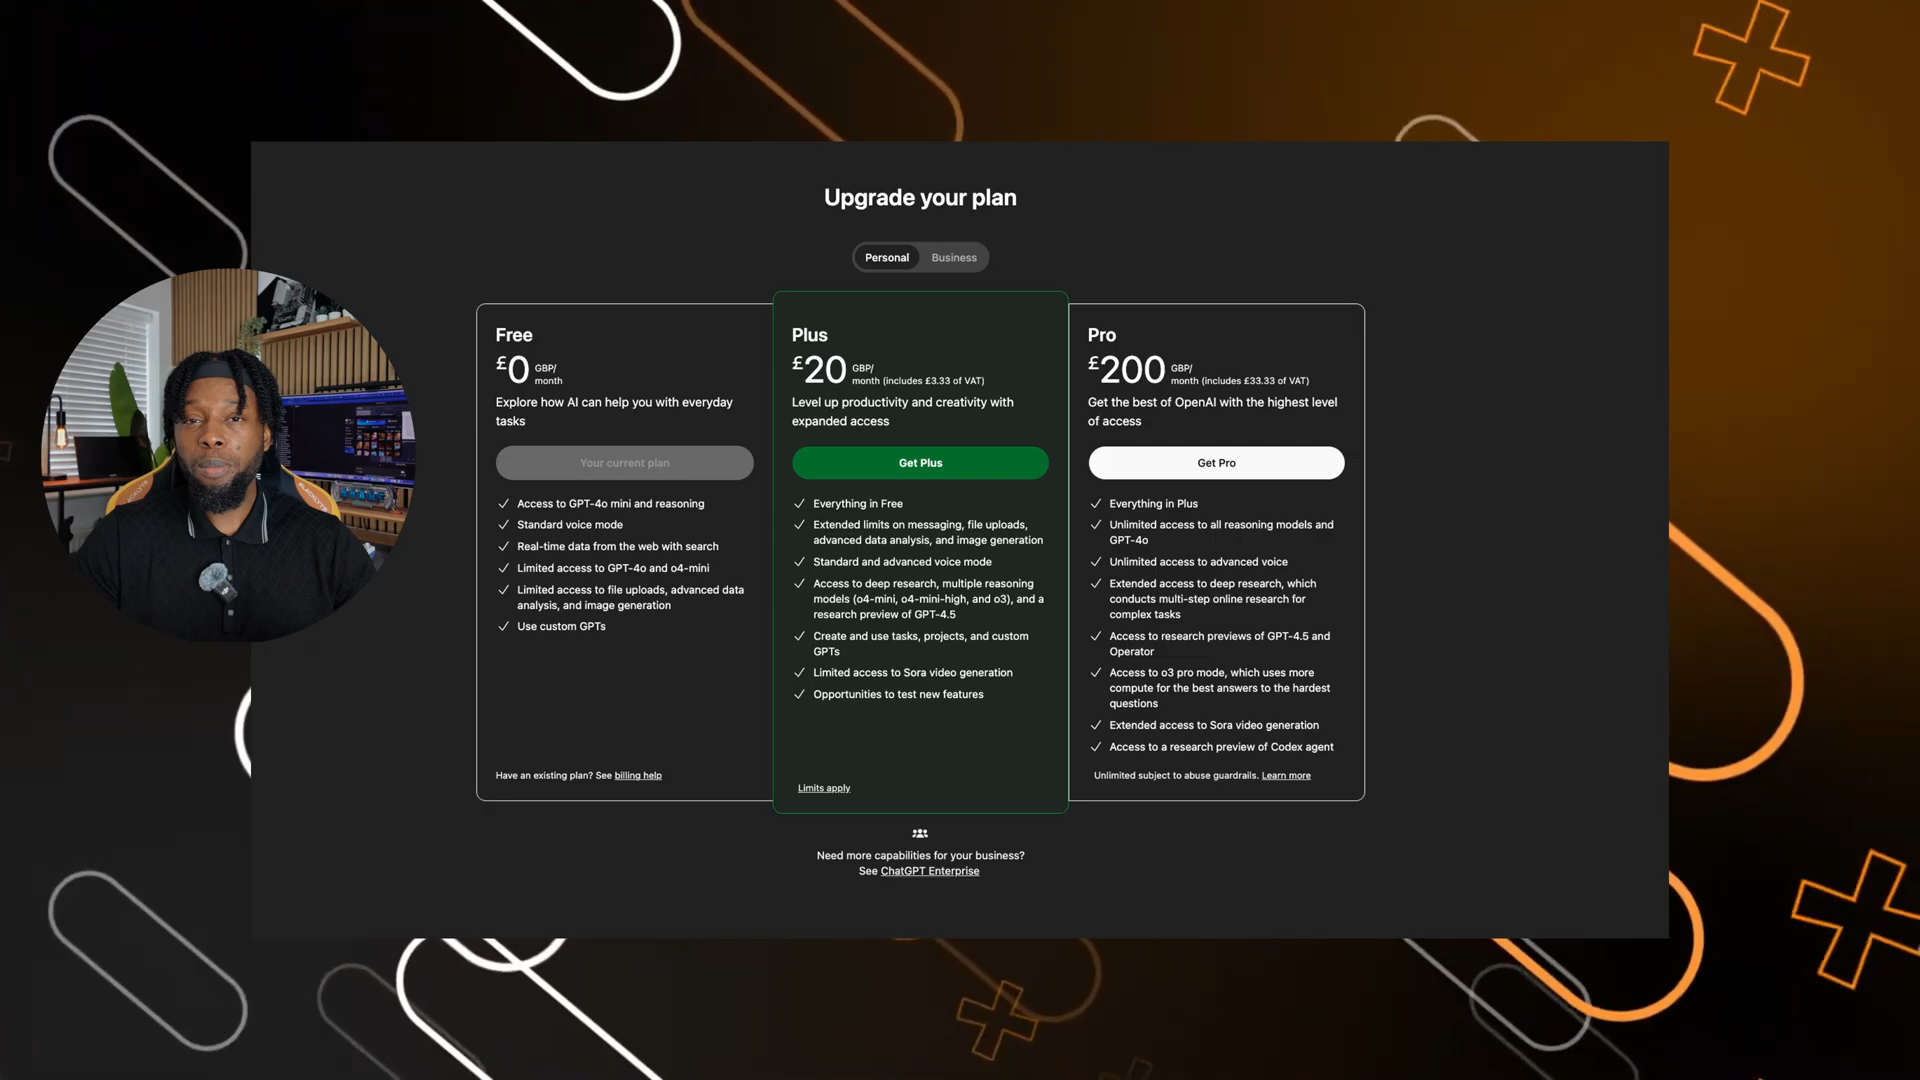 Upgrade your plan
Personal
Business
Free
£0 GBP/
month
Explore how AI can help you with everyday
tasks
Your current plan
Access to GPT-4o mini and reasoning
Standard voice mode
Real-time data from the web with search
Limited access to GPT-4o and o4-mini
Limited access to file uploads, advanced data
analysis, and image generation
Use custom GPTs
Have an existing plan? See billing help
Plus
£20 GBP/
month (includes £3.33 of VAT)
Level up productivity and creativity with
expanded access
Get Plus
Everything in Free
Extended limits on messaging, file uploads,
advanced data analysis, and image generation
Standard and advanced voice mode
Access to deep research, multiple reasoning
models (o4-mini, o4-mini-high, and o3), and a
research preview of GPT-4.5
Create and use tasks, projects, and custom
GPTs
Limited access to Sora video generation
Opportunities to test new features
Limits apply
Pro
£200 GBP/
month (includes £33.33 of VAT)
Get the best of OpenAI with the highest level
of access
Get Pro
Everything in Plus
Unlimited access to all reasoning models and
GPT-4o
Unlimited access to advanced voice
Extended access to deep research, which
conducts multi-step online research for
complex tasks
Access to research previews of GPT-4.5 and
Operator
Access to o3 pro mode, which uses more
compute for the best answers to the hardest
questions
Extended access to Sora video generation
Access to a research preview of Codex agent
Unlimited subject to abuse guardrails. Learn more
Need more capabilities for your business?
See ChatGPT Enterprise